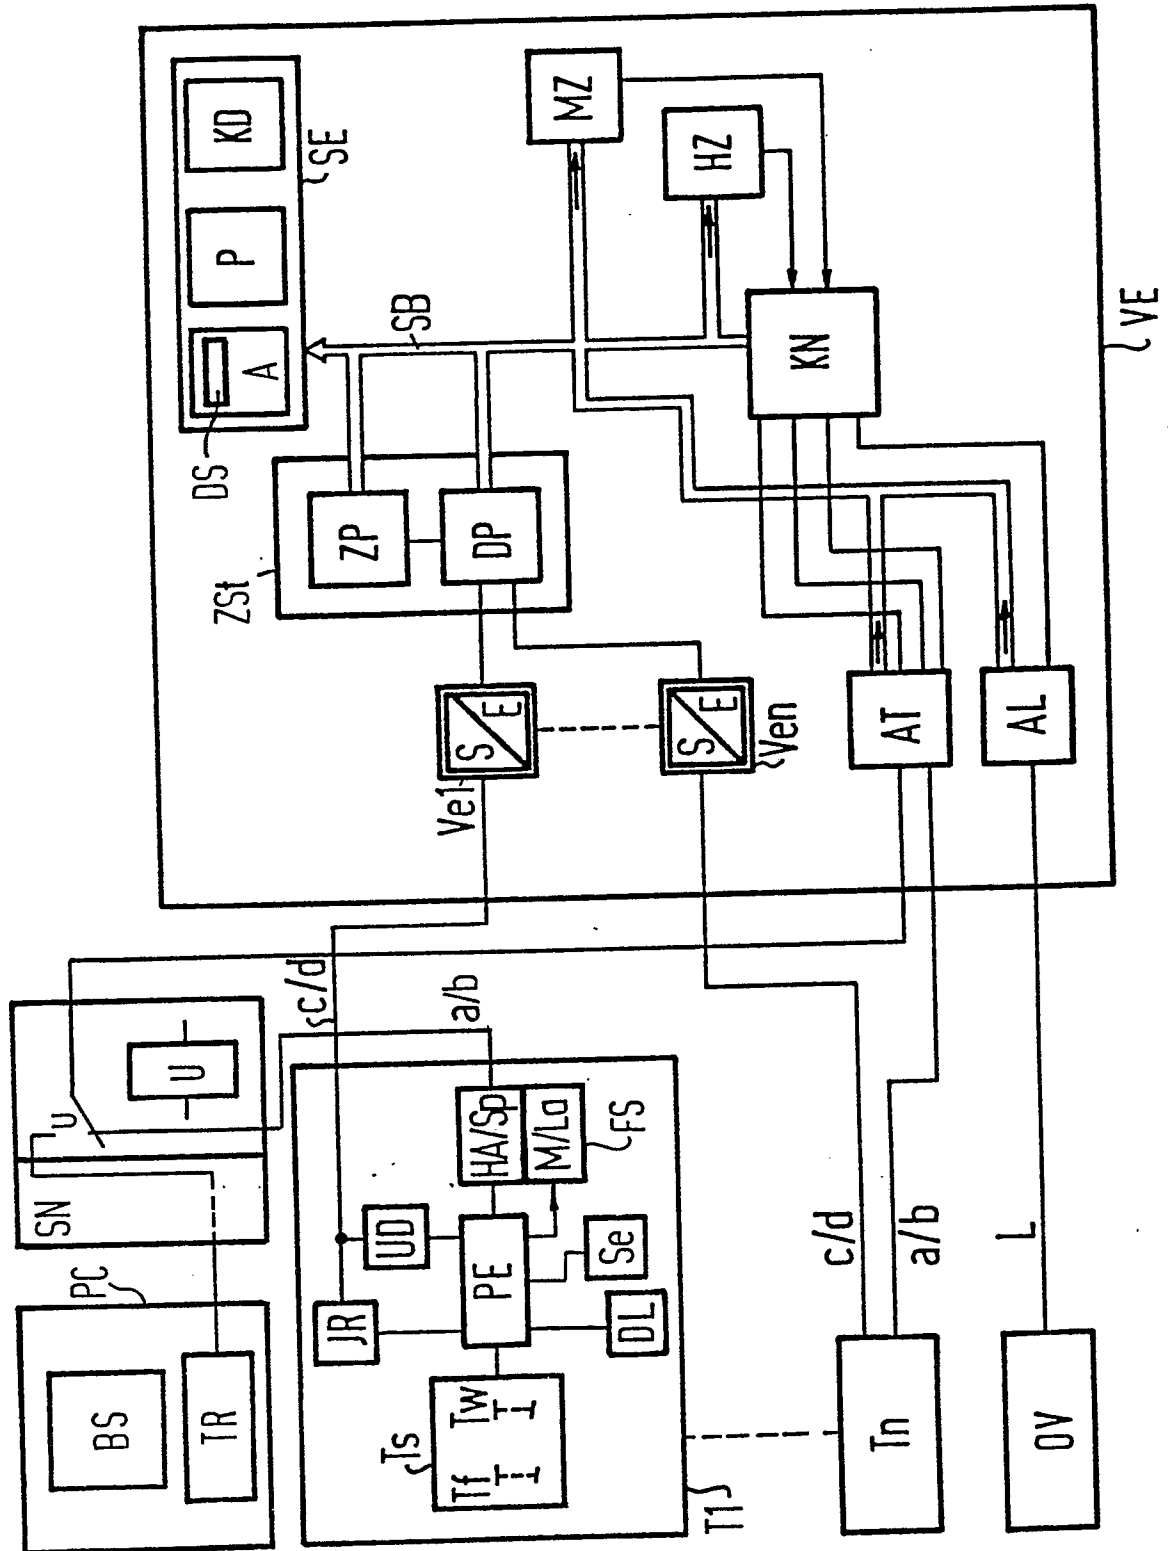 BS
TR
PC
SN
U
U
JR
UD
PE
HA/Sp
M/La
FS
Se
DL
Ts
Tf
Tw
T1
c/d
a/b
Tn
c/d
a/b
OV
L
Ve1
S
E
S
E
Ven
AT
AL
ZSt
ZP
DP
DS
A
P
KD
SE
SB
MZ
HZ
KN
VE